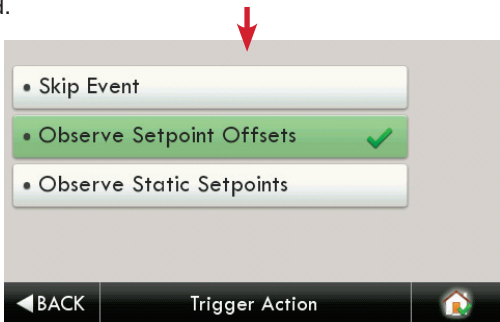 d.
• Skip Event
• Observe Setpoint Offsets
• Observe Static Setpoints
BACK Trigger Action